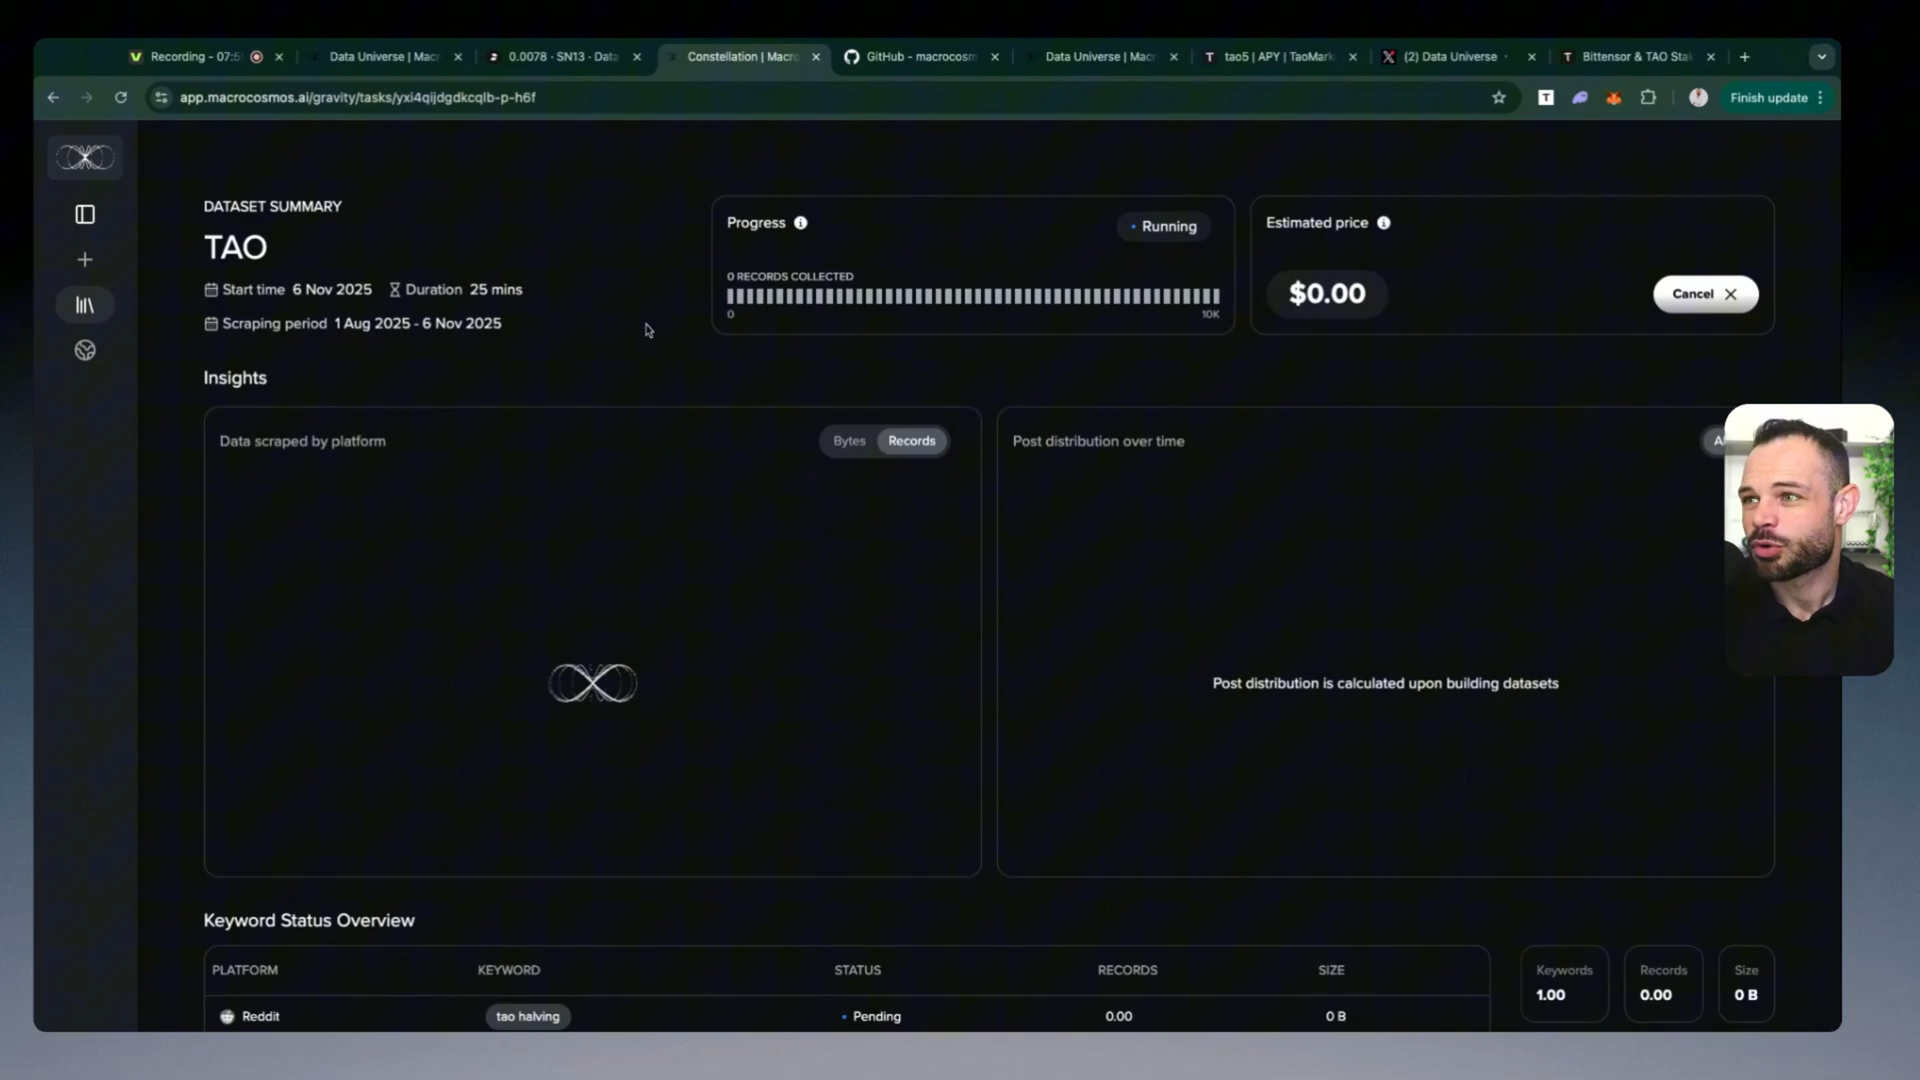 Recording - 07:5
Data Universe | Macr
0.0078 · SN13 · Data
Constellation | Macro
GitHub - macrocosm
Data Universe | Macr
tao5 | APY | TaoMark
(2) Data Universe ·
Bittensor & TAO Stak
app.macrocosmos.ai/gravity/tasks/yxi4qijdgdkcqlb-p-h6f
Finish update
DATASET SUMMARY
TAO
Start time 6 Nov 2025 Duration 25 mins
Scraping period 1 Aug 2025 - 6 Nov 2025
Progress
Running
0 RECORDS COLLECTED
0 10K
Estimated price
$0.00
Cancel
Insights
Data scraped by platform
Bytes Records
Post distribution over time
Post distribution is calculated upon building datasets
Keyword Status Overview
PLATFORM KEYWORD STATUS RECORDS SIZE
Reddit tao halving Pending 0.00 0 B
Keywords
1.00
Records
0.00
Size
0 B